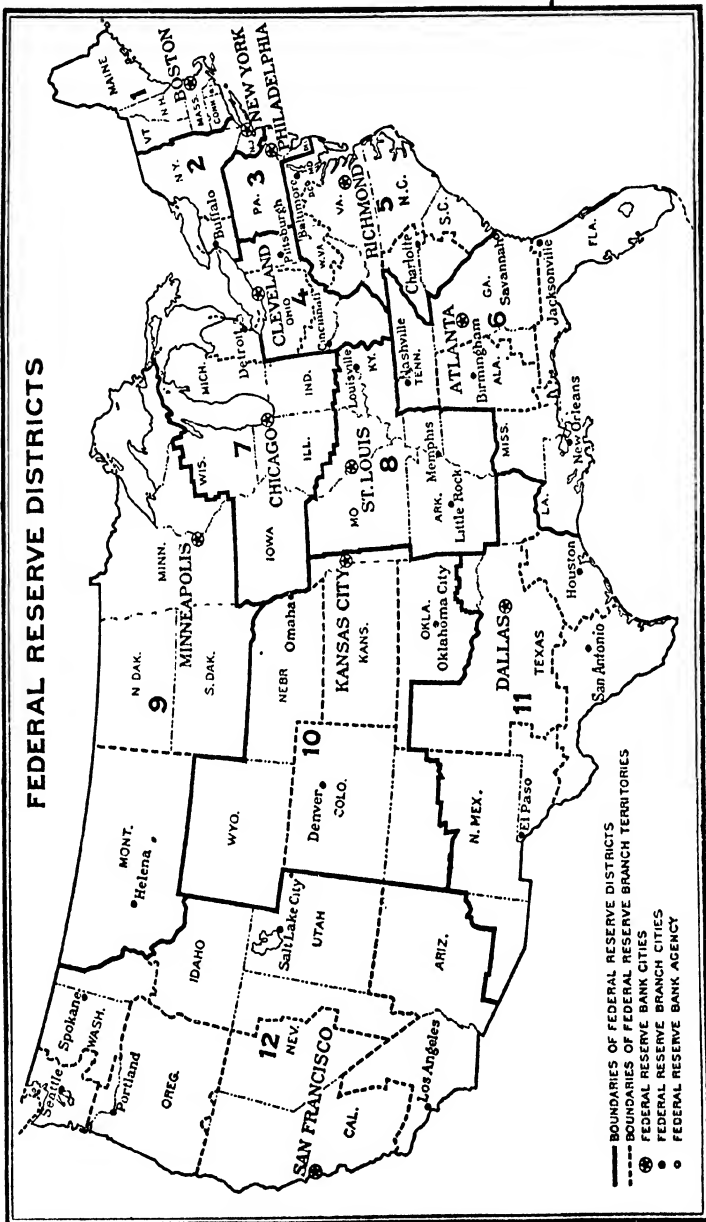 FEDERAL RESERVE DISTRICTS
MAINE
1
VT
N.H.
BOSTON
MASS.
CONN
R.I.
N.Y.
2
Buffalo
NEW YORK
N.J.
PHILADELPHIA
PA.
3
Pittsburgh
CLEVELAND
OHIO
4
Cincinnati
Baltimore
MD
D.C.
DEL
W.VA
VA.
RICHMOND
5
N.C.
Charlotte
S.C.
ATLANTA
GA.
6
Savannah
Birmingham
ALA.
Jacksonville
FLA.
Nashville
TENN.
MISS.
New Orleans
LA.
MICH.
Detroit
WIS.
7
CHICAGO
IND.
ILL.
IOWA
Louisville
KY.
MO
ST. LOUIS
8
Memphis
ARK.
Little Rock
MINN.
MINNEAPOLIS
N DAK.
9
S. DAK.
MONT.
Helena
NEBR
Omaha
KANSAS CITY
KANS.
10
WYO.
Denver
COLO.
OKLA.
Oklahoma City
DALLAS
TEXAS
11
Houston
San Antonio
El Paso
N. MEX.
Spokane
Seattle
WASH.
Portland
OREG.
IDAHO
Salt Lake City
UTAH
12
NEV.
SAN FRANCISCO
CAL.
Los Angeles
ARIZ.
BOUNDARIES OF FEDERAL RESERVE DISTRICTS
BOUNDARIES OF FEDERAL RESERVE BRANCH TERRITORIES
FEDERAL RESERVE BANK CITIES
FEDERAL RESERVE BRANCH CITIES
FEDERAL RESERVE BANK AGENCY